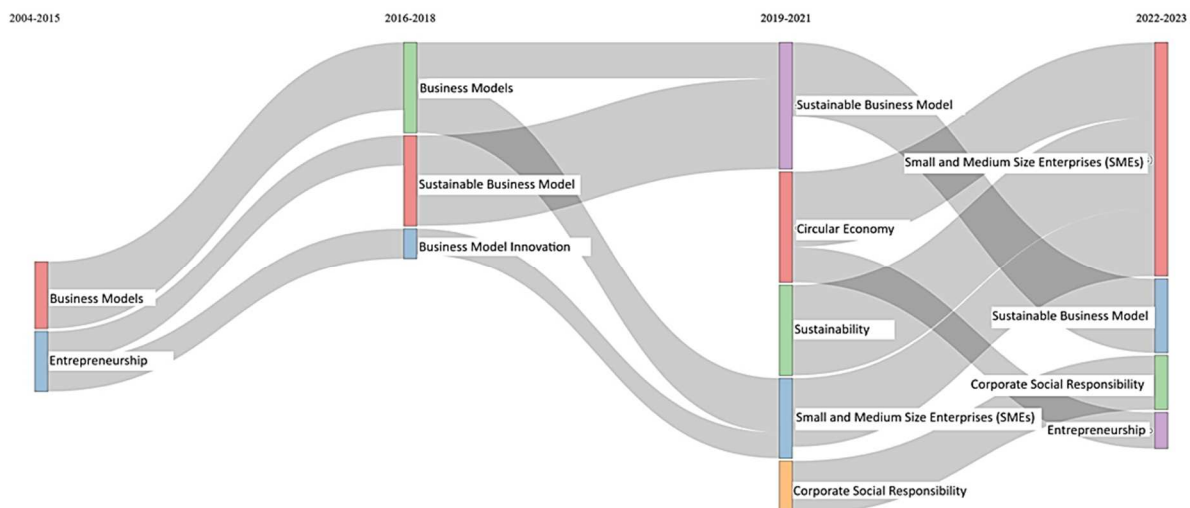 2004-2015
2016-2018
2019-2021
2022-2023
Business Models
Entrepreneurship
Business Models
Sustainable Business Model
Business Model Innovation
Sustainable Business Model
Circular Economy
Sustainability
Small and Medium Size Enterprises (SMEs)
Corporate Social Responsibility
Small and Medium Size Enterprises (SMEs)
Sustainable Business Model
Corporate Social Responsibility
Entrepreneurship